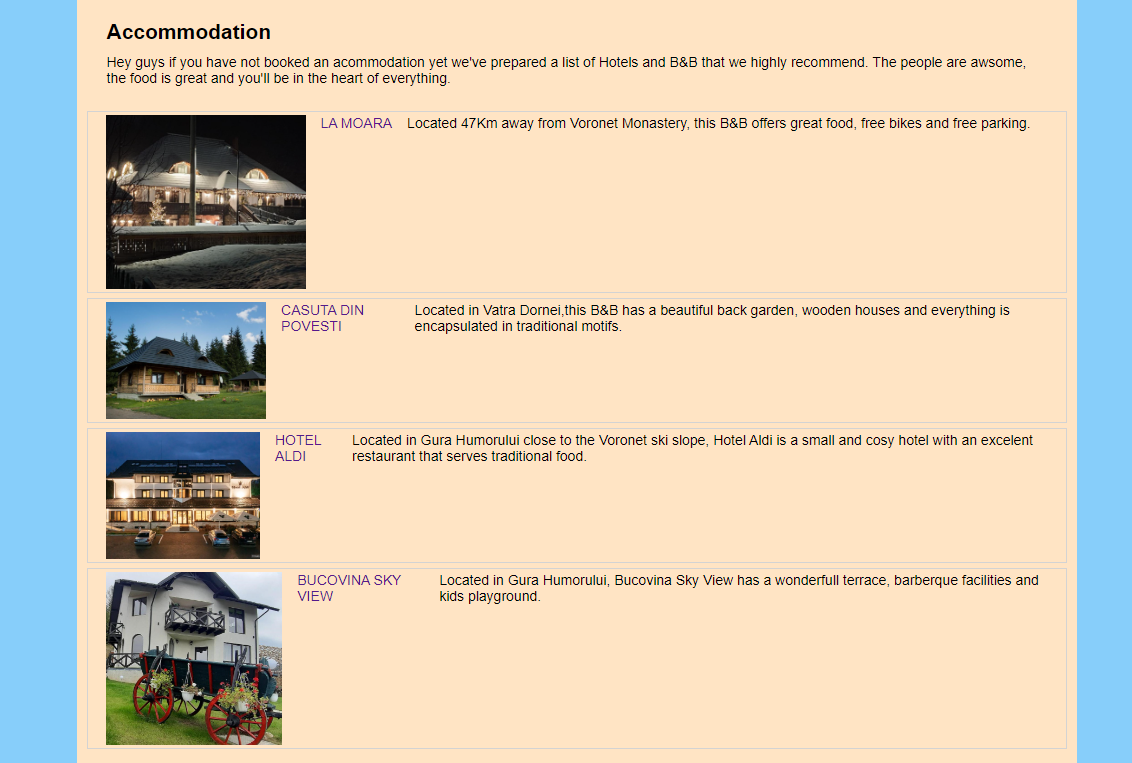 Accommodation
Hey guys if you have not booked an acommodation yet we've prepared a list of Hotels and B&B that we highly recommend. The people are awsome,
the food is great and you'll be in the heart of everything.
LA MOARA
Located 47Km away from Voronet Monastery, this B&B offers great food, free bikes and free parking.
CASUTA DIN
POVESTI
Located in Vatra Dornei,this B&B has a beautiful back garden, wooden houses and everything is
encapsulated in traditional motifs.
HOTEL
ALDI
Located in Gura Humorului close to the Voronet ski slope, Hotel Aldi is a small and cosy hotel with an excelent
restaurant that serves traditional food.
BUCOVINA SKY
VIEW
Located in Gura Humorului, Bucovina Sky View has a wonderfull terrace, barberque facilities and
kids playground.